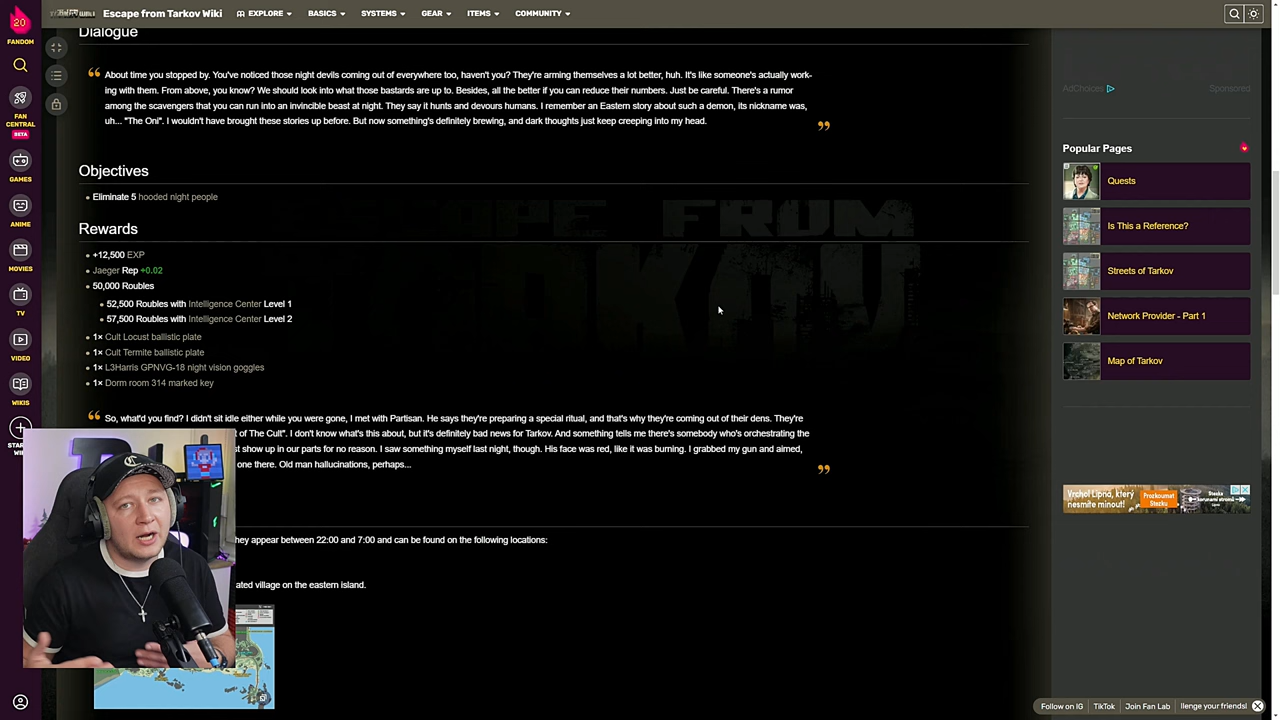 20
FANDOM
FAN
CENTRAL
BETA
GAMES
ANIME
MOVIES
TV
VIDEO
WIKIS
Escape from Tarkov Wiki
EXPLORE
BASICS
SYSTEMS
GEAR
ITEMS
COMMUNITY
Dialogue
About time you stopped by. You've noticed those night devils coming out of everywhere too, haven't you? They're arming themselves a lot better, huh. It's like someone's actually work-
ing with them. From above, you know? We should look into what those bastards are up to. Besides, all the better if you can reduce their numbers. Just be careful. There's a rumor
among the scavengers that you can run into an invincible beast at night. They say it hunts and devours humans. I remember an Eastern story about such a demon, its nickname was,
uh... "The Oni". I wouldn't have brought these stories up before. But now something's definitely brewing, and dark thoughts just keep creeping into my head.
Objectives
Eliminate 5 hooded night people
Rewards
+12,500 EXP
Jaeger Rep +0.02
50,000 Roubles
52,500 Roubles with Intelligence Center Level 1
57,500 Roubles with Intelligence Center Level 2
1× Cult Locust ballistic plate
1× Cult Termite ballistic plate
1× L3Harris GPNVG-18 night vision goggles
1× Dorm room 314 marked key
So, what'd you find? I didn't sit idle either while you were gone, I met with Partisan. He says they're preparing a special ritual, and that's why they're coming out of their dens. They're
t of The Cult". I don't know what's this about, but it's definitely bad news for Tarkov. And something tells me there's somebody who's orchestrating the
t show up in our parts for no reason. I saw something myself last night, though. His face was red, like it was burning. I grabbed my gun and aimed,
one there. Old man hallucinations, perhaps...
hey appear between 22:00 and 7:00 and can be found on the following locations:
ated village on the eastern island.
AdChoices
Sponsored
Popular Pages
Quests
Is This a Reference?
Streets of Tarkov
Network Provider - Part 1
Map of Tarkov
Vrchol Lipna, který
nesmíte minout!
Prozkoumat
Stezku
Stezka
korunami stromů
Follow on IG
TikTok
Join Fan Lab
llenge your friends!